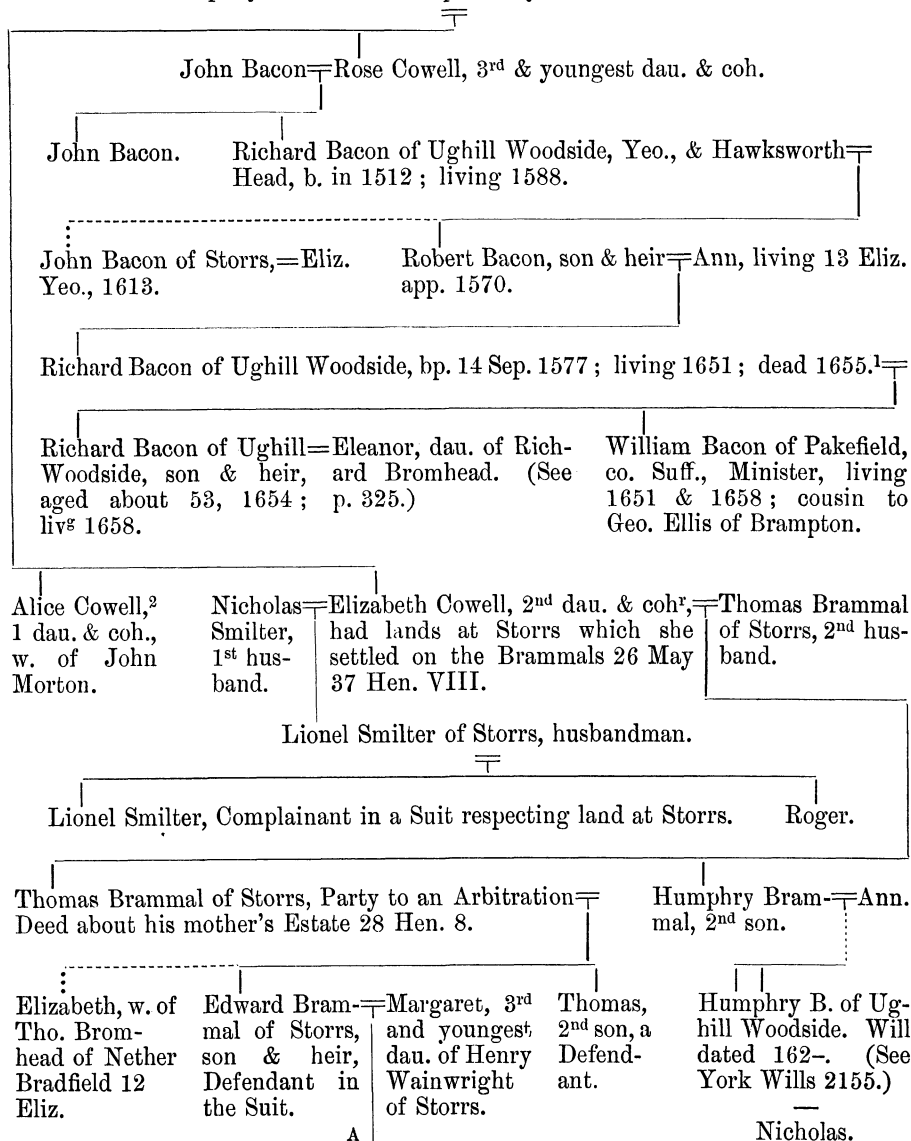 John Bacon=Rose Cowell, 3rd & youngest dau. & coh.
John Bacon.
Richard Bacon of Ughill Woodside, Yeo., & Hawksworth=
Head, b. in 1512 ; living 1588.
John Bacon of Storrs,=Eliz.
Yeo., 1613.
Robert Bacon, son & heir=Ann, living 13 Eliz.
app. 1570.
Richard Bacon of Ughill Woodside, bp. 14 Sep. 1577 ; living 1651 ; dead 1655.1=
Richard Bacon of Ughill=
Woodside, son & heir,
aged about 53, 1654 ;
livg 1658.
Eleanor, dau. of Rich-
ard Bromhead. (See
p. 325.)
William Bacon of Pakefield,
co. Suff., Minister, living
1651 & 1658 ; cousin to
Geo. Ellis of Brampton.
Alice Cowell,2
1 dau. & coh.,
w. of John
Morton.
Nicholas=
Smilter,
1st hus-
band.
Elizabeth Cowell, 2nd dau. & cohr,=
had lands at Storrs which she
settled on the Brammals 26 May
37 Hen. VIII.
Thomas Brammal
of Storrs, 2nd hus-
band.
Lionel Smilter of Storrs, husbandman.
Lionel Smilter, Complainant in a Suit respecting land at Storrs.
Roger.
Thomas Brammal of Storrs, Party to an Arbitration=
Deed about his mother's Estate 28 Hen. 8.
Humphry Bram-=Ann.
mal, 2nd son.
Elizabeth, w. of
Tho. Brom-
head of Nether
Bradfield 12
Eliz.
Edward Bram-=
mal of Storrs,
son & heir,
Defendant in
the Suit.
Margaret, 3rd
and youngest
dau. of Henry
Wainwright
of Storrs.
Thomas,
2nd son, a
Defend-
ant.
Humphry B. of Ug-
hill Woodside. Will
dated 162–. (See
York Wills 2155.)
—
Nicholas.
A